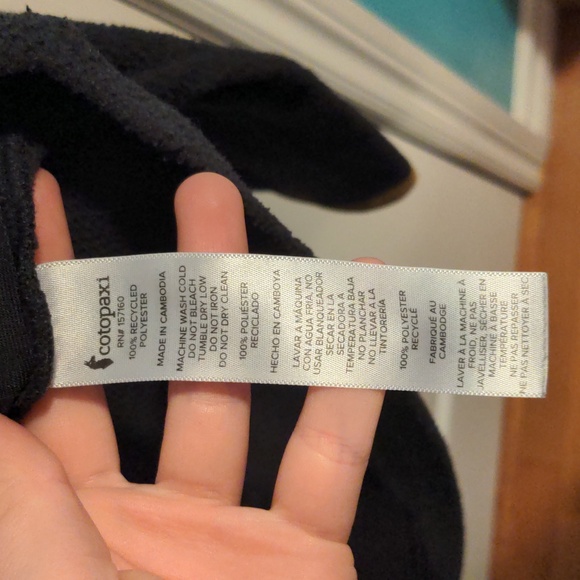 cotopaxi
RN# 157160
100% RECYCLED
POLYESTER
MADE IN CAMBODIA
MACHINE WASH COLD
DO NOT BLEACH
TUMBLE DRY LOW
DO NOT IRON
DO NOT DRY CLEAN
100% POLIÉSTER
RECICLADO
HECHO EN CAMBOYA
LAVAR A MÁQUINA
CON AGUA FRÍA, NO
USAR BLANQUEADOR
SECAR EN LA
SECADORA A
TEMPERATURA BAJA
NO PLANCHAR
NO LLEVAR A LA
TINTORERÍA
100% POLYESTER
RECYCLÉ
FABRIQUÉ AU
CAMBODGE
LAVER À LA MACHINE À
FROID, NE PAS
JAVELLISER, SÉCHER EN
MACHINE À BASSE
TEMPÉRATURE
NE PAS REPASSER
NE PAS NETTOYER À SEC